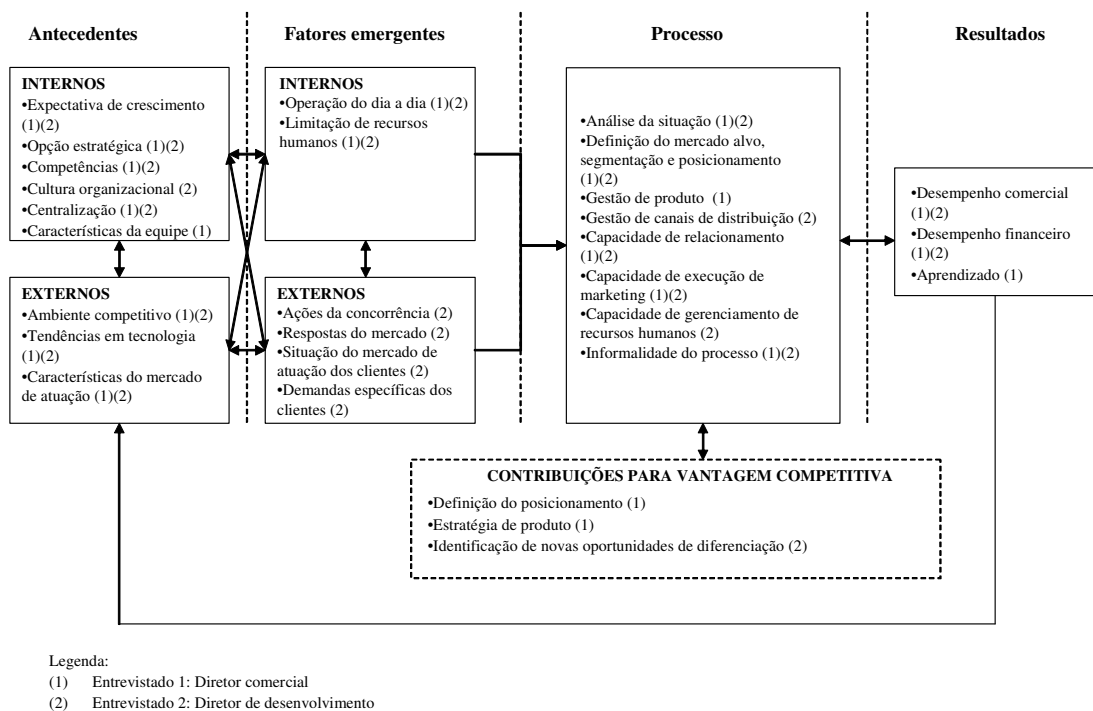 Antecedentes
Fatores emergentes
Processo
Resultados
INTERNOS
•Expectativa de crescimento
(1)(2)
•Opção estratégica (1)(2)
•Competências (1)(2)
•Cultura organizacional (2)
•Centralização (1)(2)
•Características da equipe (1)
EXTERNOS
•Ambiente competitivo (1)(2)
•Tendências em tecnologia
(1)(2)
•Características do mercado
de atuação (1)(2)
INTERNOS
•Operação do dia a dia (1)(2)
•Limitação de recursos
humanos (1)(2)
EXTERNOS
•Ações da concorrência (2)
•Respostas do mercado (2)
•Situação do mercado de
atuação dos clientes (2)
•Demandas específicas dos
clientes (2)
•Análise da situação (1)(2)
•Definição do mercado alvo,
segmentação e posicionamento
(1)(2)
•Gestão de produto (1)
•Gestão de canais de distribuição (2)
•Capacidade de relacionamento
(1)(2)
•Capacidade de execução de
marketing (1)(2)
•Capacidade de gerenciamento de
recursos humanos (2)
•Informalidade do processo (1)(2)
•Desempenho comercial
(1)(2)
•Desempenho financeiro
(1)(2)
•Aprendizado (1)
CONTRIBUIÇÕES PARA VANTAGEM COMPETITIVA
•Definição do posicionamento (1)
•Estratégia de produto (1)
•Identificação de novas oportunidades de diferenciação (2)
Legenda:
(1) Entrevistado 1: Diretor comercial
(2) Entrevistado 2: Diretor de desenvolvimento